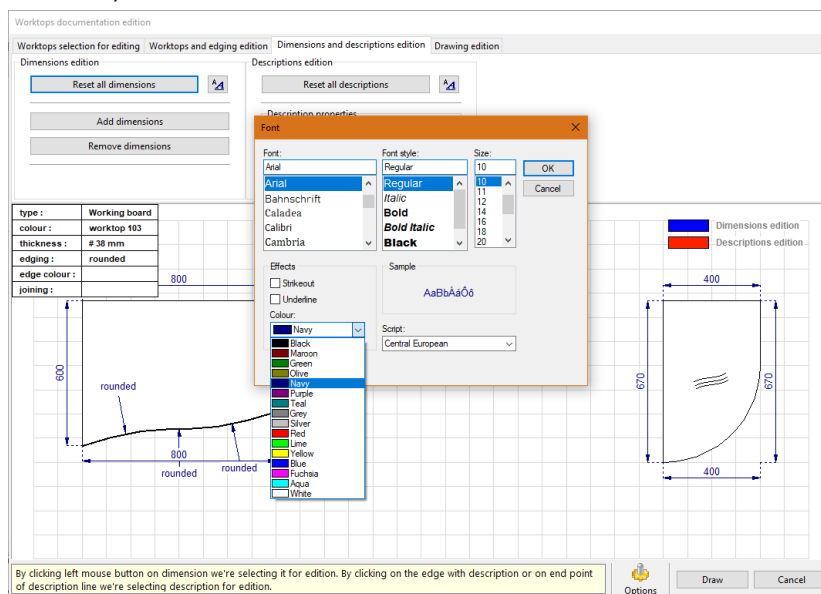 Worktops documentation edition
Worktops selection for editing Worktops and edging edition Dimensions and descriptions edition Drawing edition
Dimensions edition
Descriptions edition
Reset all dimensions
Reset all descriptions
Add dimensions
Remove dimensions
Description properties
Font
Font:
Font style:
Size:
Arial
Regular
10
OK
Cancel
Arial
Bahnschrift
Caladea
Calibri
Cambria
Regular
Italic
Bold
Bold Italic
Black
10
11
12
14
16
18
20
Effects
Strikeout
Underline
Colour:
Navy
Black
Maroon
Green
Olive
Navy
Purple
Teal
Grey
Silver
Red
Lime
Yellow
Blue
Fuchsia
Aqua
White
Sample
AaBbÁáÔô
Script:
Central European
type : Working board
colour : worktop 103
thickness : # 38 mm
edging : rounded
edge colour :
joining :
Dimensions edition
Descriptions edition
800
600
rounded
800
rounded
rounded
400
670
670
400
By clicking left mouse button on dimension we're selecting it for edition. By clicking on the edge with description or on end point
of description line we're selecting description for edition.
Options
Draw
Cancel